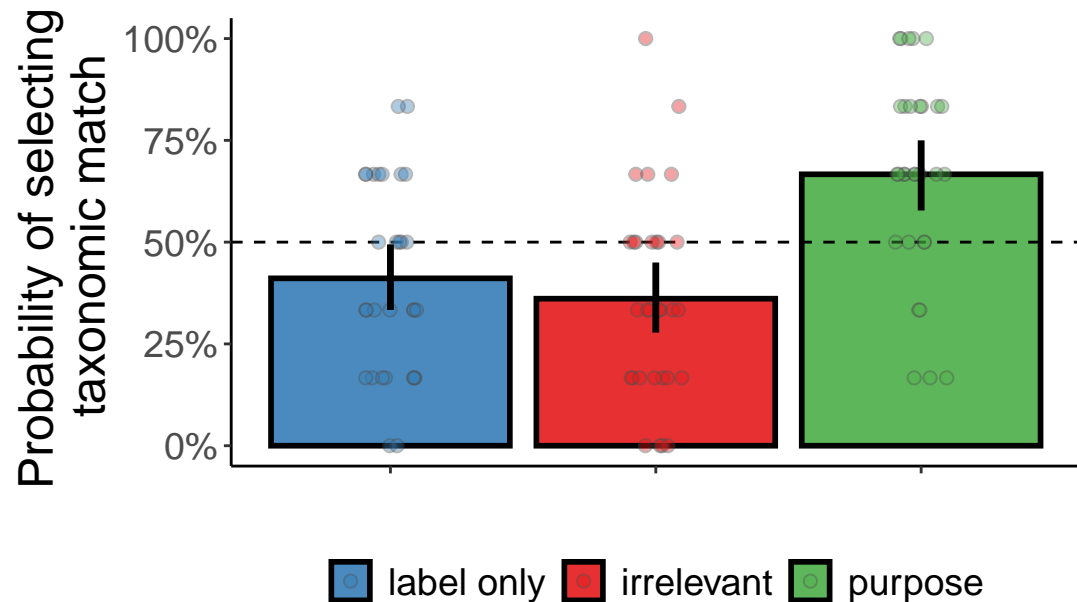 Probability of selecting
taxonomic match
100%
75%
50%
25%
0%
label only
irrelevant
purpose